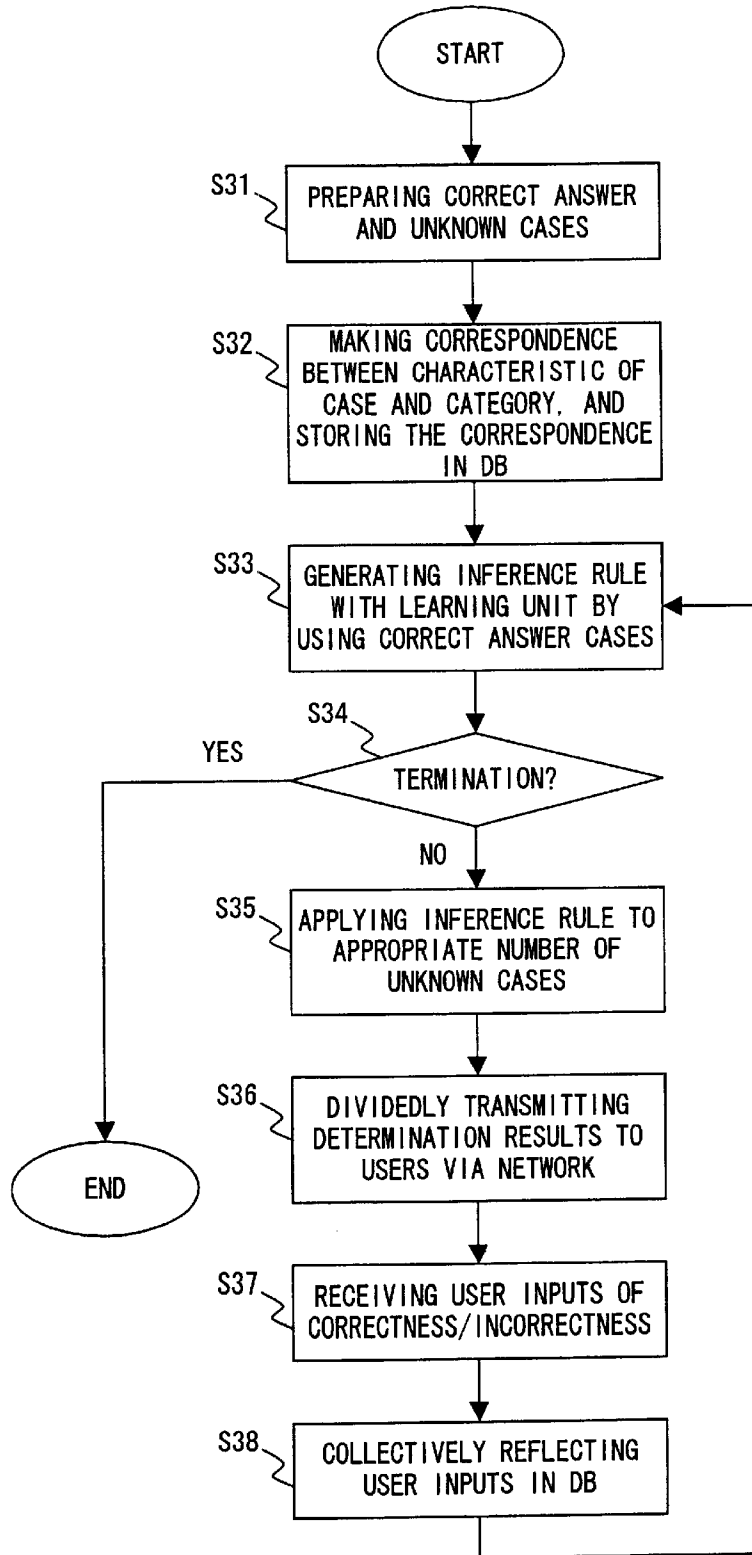 START
S31
PREPARING CORRECT ANSWER
AND UNKNOWN CASES
S32
MAKING CORRESPONDENCE
BETWEEN CHARACTERISTIC OF
CASE AND CATEGORY, AND
STORING THE CORRESPONDENCE
IN DB
S33
GENERATING INFERENCE RULE
WITH LEARNING UNIT BY
USING CORRECT ANSWER CASES
S34
YES
TERMINATION?
NO
S35
APPLYING INFERENCE RULE TO
APPROPRIATE NUMBER OF
UNKNOWN CASES
S36
DIVIDEDLY TRANSMITTING
DETERMINATION RESULTS TO
USERS VIA NETWORK
END
S37
RECEIVING USER INPUTS OF
CORRECTNESS/INCORRECTNESS
S38
COLLECTIVELY REFLECTING
USER INPUTS IN DB